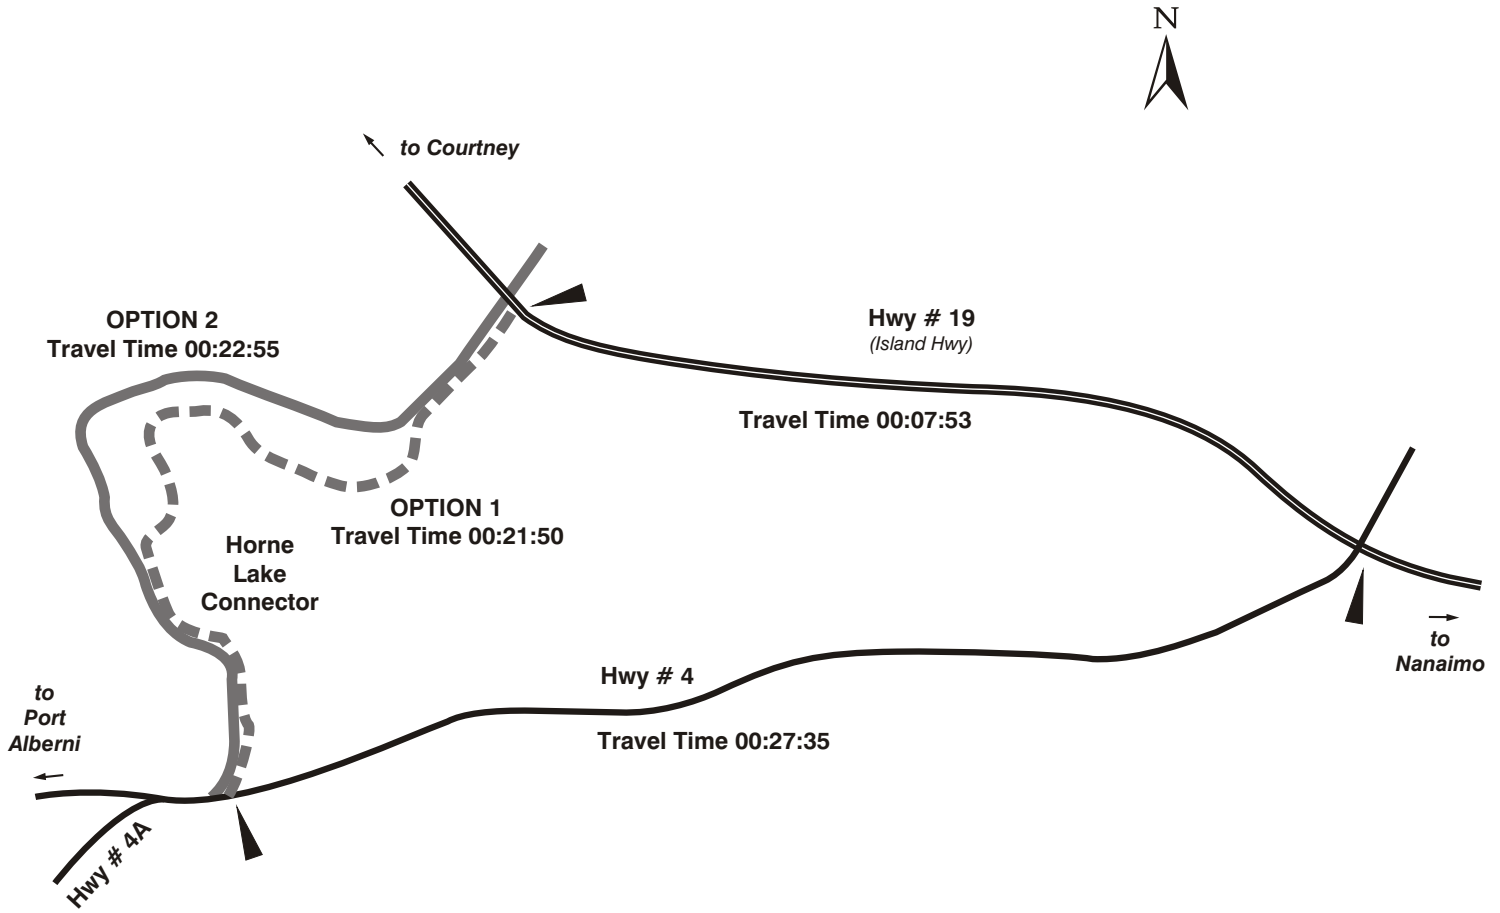 N
to Courtney
OPTION 2
Travel Time 00:22:55
Hwy # 19
(Island Hwy)
Travel Time 00:07:53
OPTION 1
Travel Time 00:21:50
Horne
Lake
Connector
to
Nanaimo
Hwy # 4
Travel Time 00:27:35
to
Port
Alberni
Hwy # 4A